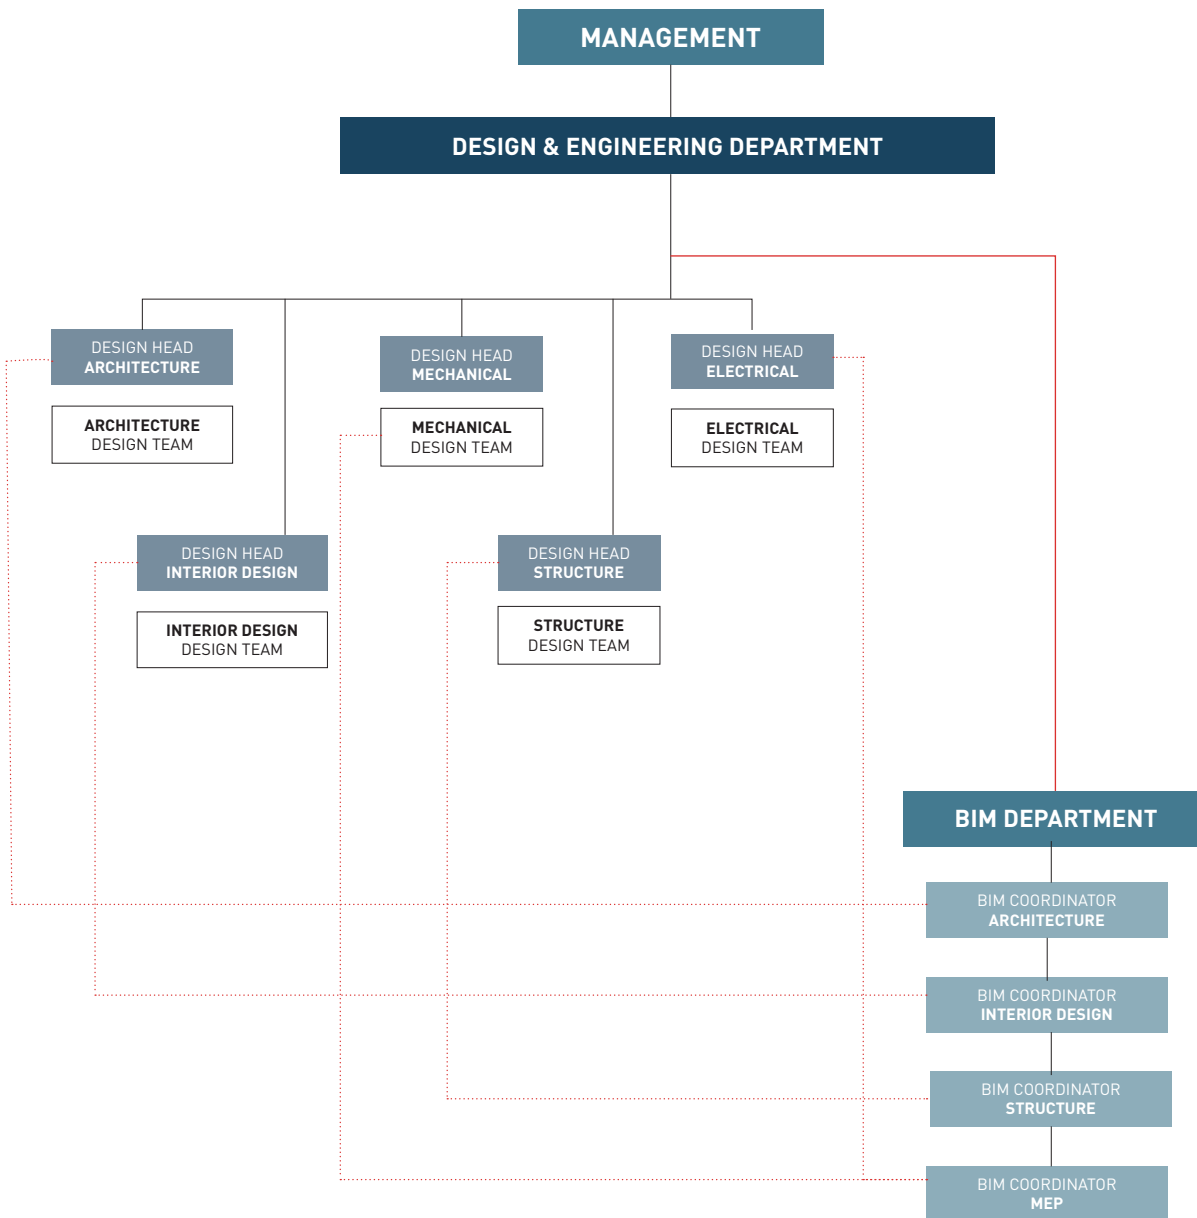 MANAGEMENT
DESIGN & ENGINEERING DEPARTMENT
DESIGN HEAD
ARCHITECTURE
ARCHITECTURE
DESIGN TEAM
DESIGN HEAD
MECHANICAL
MECHANICAL
DESIGN TEAM
DESIGN HEAD
ELECTRICAL
ELECTRICAL
DESIGN TEAM
DESIGN HEAD
INTERIOR DESIGN
INTERIOR DESIGN
DESIGN TEAM
DESIGN HEAD
STRUCTURE
STRUCTURE
DESIGN TEAM
BIM DEPARTMENT
BIM COORDINATOR
ARCHITECTURE
BIM COORDINATOR
INTERIOR DESIGN
BIM COORDINATOR
STRUCTURE
BIM COORDINATOR
MEP